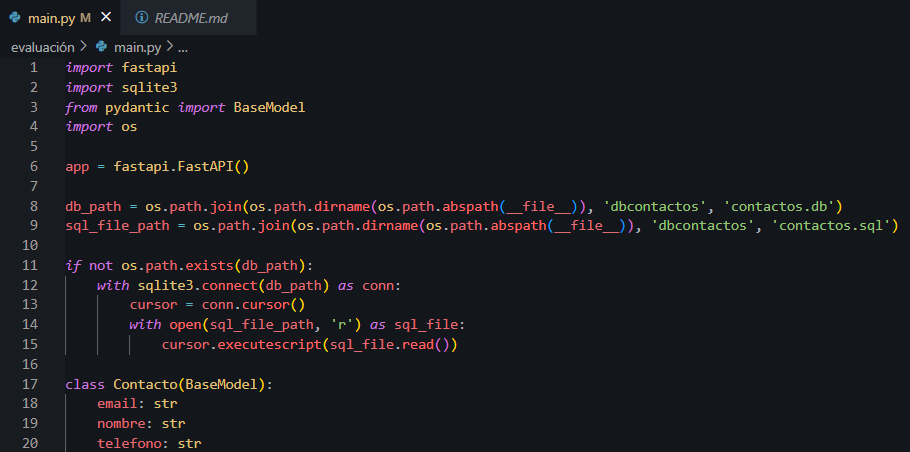 main.py M × README.md
evaluación > main.py > ...
1 import fastapi
2 import sqlite3
3 from pydantic import BaseModel
4 import os
5
6 app = fastapi.FastAPI()
7
8 db_path = os.path.join(os.path.dirname(os.path.abspath(__file__)), 'dbcontactos', 'contactos.db')
9 sql_file_path = os.path.join(os.path.dirname(os.path.abspath(__file__)), 'dbcontactos', 'contactos.sql')
10
11 if not os.path.exists(db_path):
12     with sqlite3.connect(db_path) as conn:
13         cursor = conn.cursor()
14         with open(sql_file_path, 'r') as sql_file:
15             cursor.executescript(sql_file.read())
16
17 class Contacto(BaseModel):
18     email: str
19     nombre: str
20     telefono: str